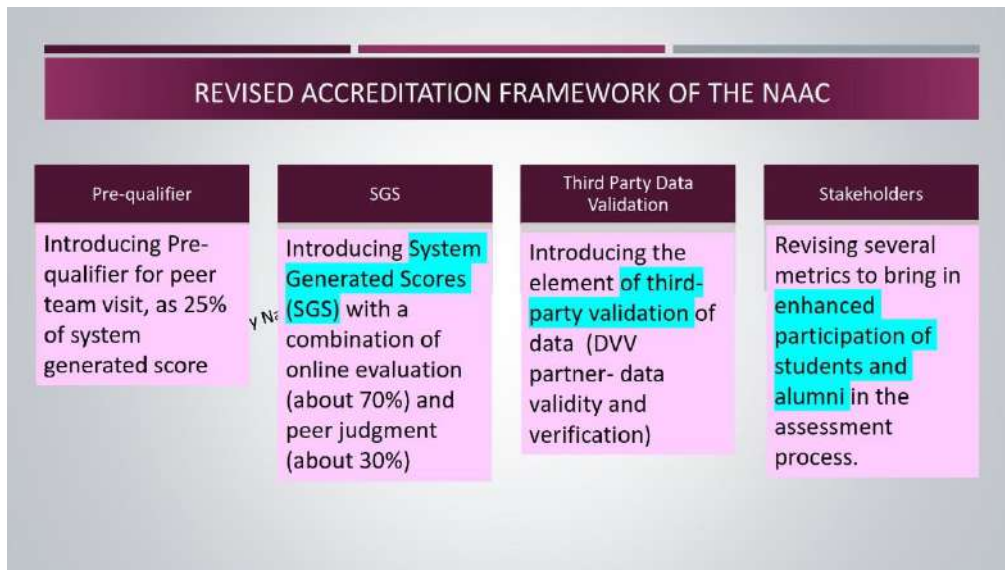 REVISED ACCREDITATION FRAMEWORK OF THE NAAC
Pre-qualifier
Introducing Pre-
qualifier for peer
team visit, as 25%
of system
generated score
SGS
Introducing System
Generated Scores
(SGS) with a
combination of
online evaluation
(about 70%) and
peer judgment
(about 30%)
Third Party Data
Validation
Introducing the
element of third-
party validation of
data (DVV
partner- data
validity and
verification)
Stakeholders
Revising several
metrics to bring in
enhanced
participation of
students and
alumni in the
assessment
process.